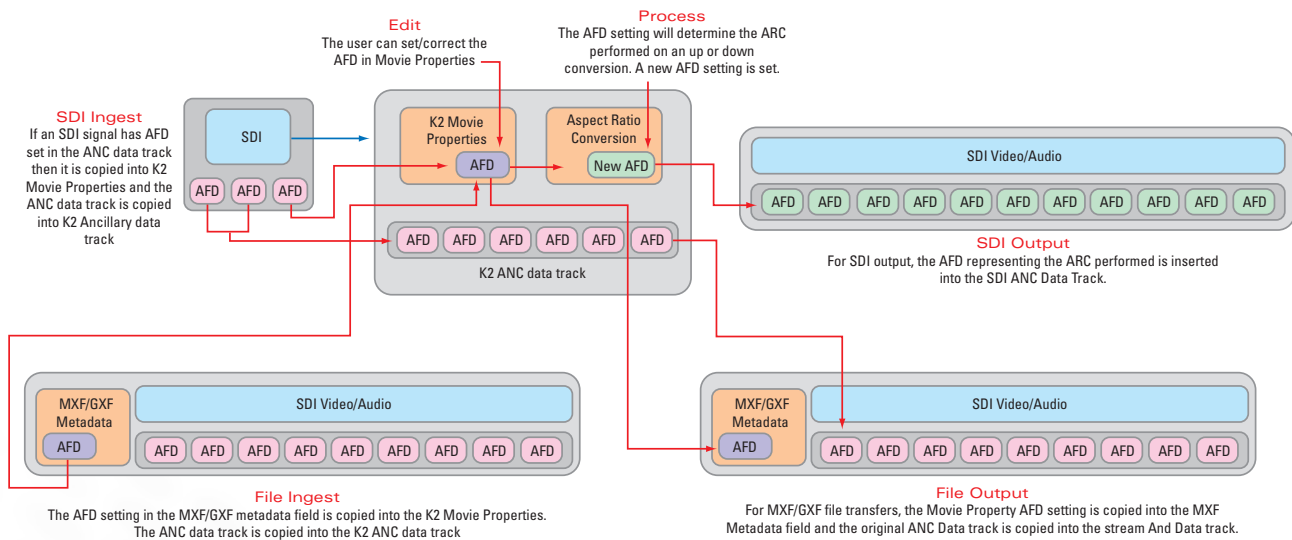 Edit
The user can set/correct the
AFD in Movie Properties
Process
The AFD setting will determine the ARC
performed on an up or down
conversion. A new AFD setting is set.
SDI Ingest
If an SDI signal has AFD
set in the ANC data track
then it is copied into K2
Movie Properties and the
ANC data track is copied
into K2 Ancillary data
track
SDI
AFD AFD AFD
K2 Movie
Properties
AFD
Aspect Ratio
Conversion
New AFD
AFD AFD AFD AFD AFD AFD
K2 ANC data track
SDI Video/Audio
AFD AFD AFD AFD AFD AFD AFD AFD AFD AFD AFD
SDI Output
For SDI output, the AFD representing the ARC performed is inserted
into the SDI ANC Data Track.
MXF/GXF
Metadata
AFD
SDI Video/Audio
AFD AFD AFD AFD AFD AFD AFD AFD AFD
File Ingest
The AFD setting in the MXF/GXF metadata field is copied into the K2 Movie Properties.
The ANC data track is copied into the K2 ANC data track
MXF/GXF
Metadata
AFD
SDI Video/Audio
AFD AFD AFD AFD AFD AFD AFD AFD AFD
File Output
For MXF/GXF file transfers, the Movie Property AFD setting is copied into the MXF
Metadata field and the original ANC Data track is copied into the stream And Data track.